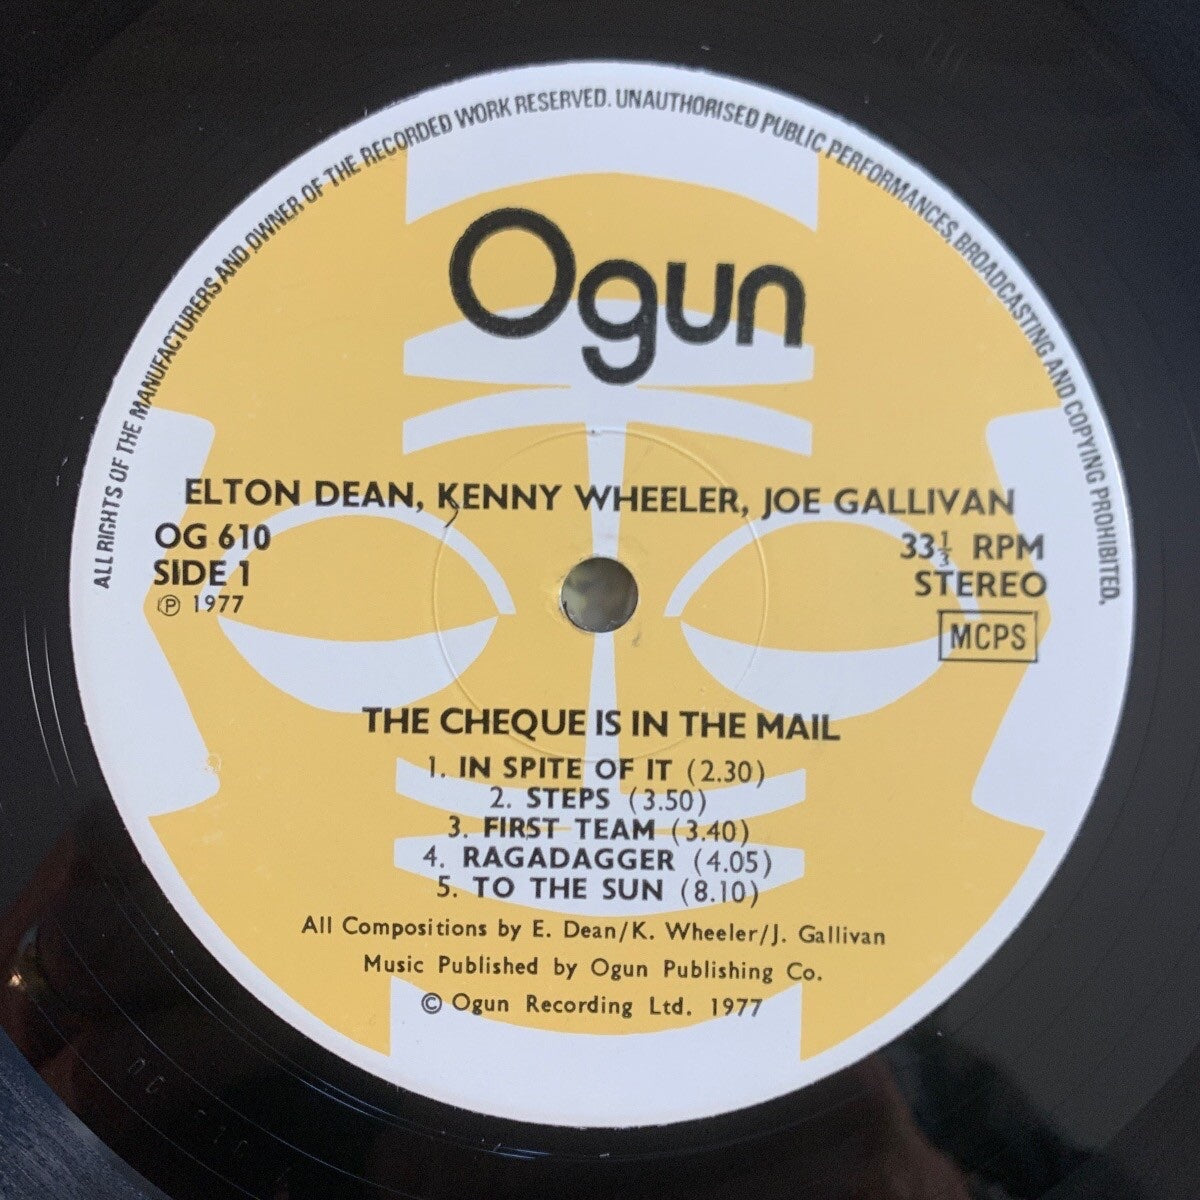 ALL RIGHTS OF THE MANUFACTURERS AND OWNER OF THE RECORDED WORK RESERVED. UNAUTHORISED PUBLIC PERFORMANCES, BROADCASTING AND COPYING PROHIBITED.
Ogun
ELTON DEAN, KENNY WHEELER, JOE GALLIVAN
OG 610
SIDE 1
℗ 1977
33⅓ RPM
STEREO
MCPS
THE CHEQUE IS IN THE MAIL
1. IN SPITE OF IT (2.30)
2. STEPS (3.50)
3. FIRST TEAM (3.40)
4. RAGADAGGER (4.05)
5. TO THE SUN (8.10)
All Compositions by E. Dean/K. Wheeler/J. Gallivan
Music Published by Ogun Publishing Co.
© Ogun Recording Ltd. 1977